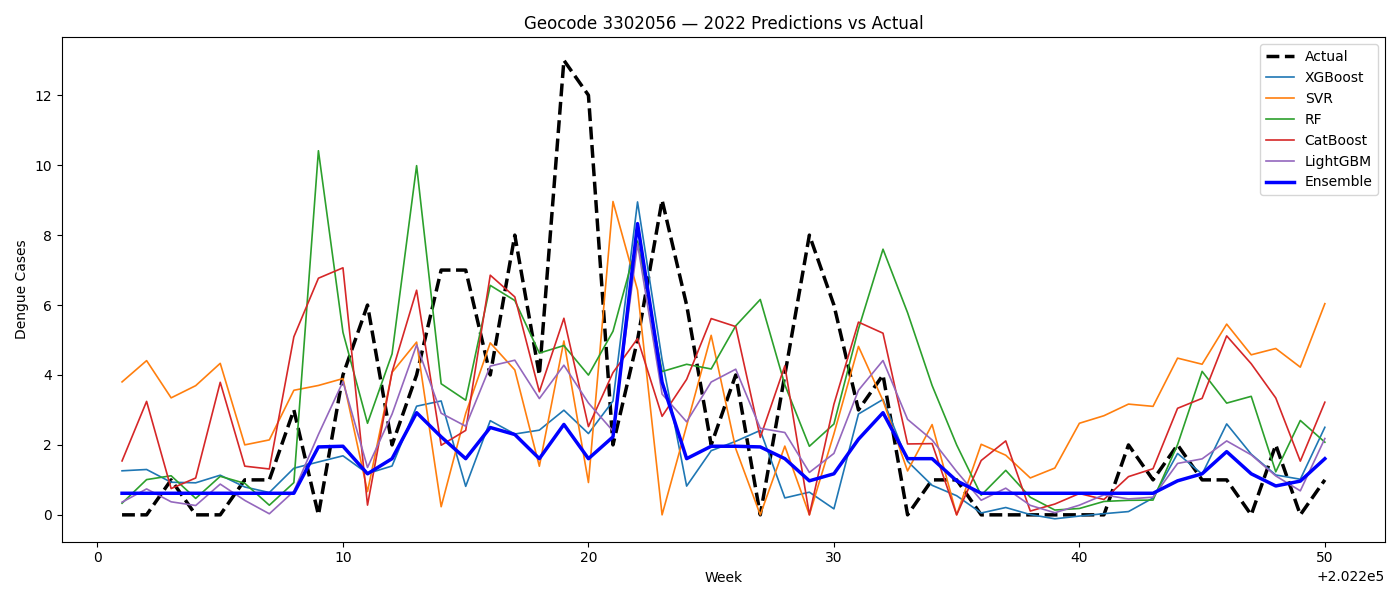 Geocode 3302056 — 2022 Predictions vs Actual
Dengue Cases
12
10
8
6
4
2
0
0
10
20
30
40
50
+2.022e5
Week
Actual
XGBoost
SVR
RF
CatBoost
LightGBM
Ensemble